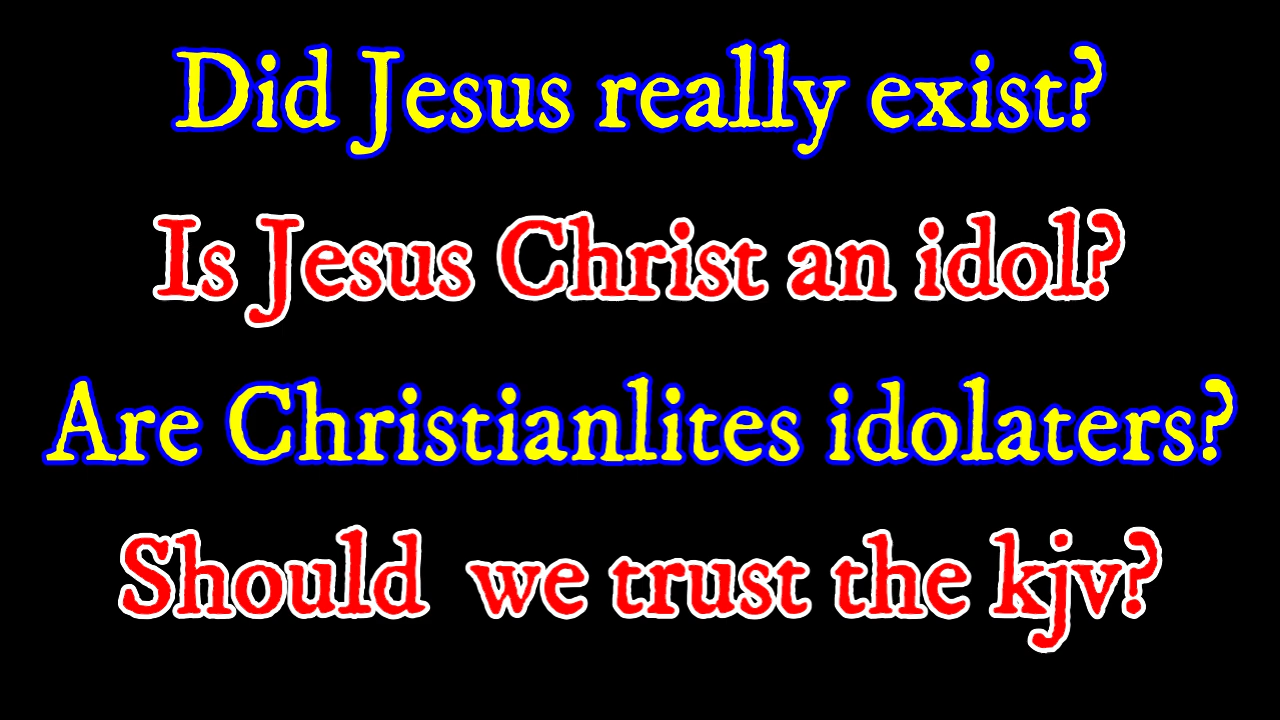 Did Jesus really exist?
Is Jesus Christ an idol?
Are Christianlites idolaters?
Should  we trust the kjv?